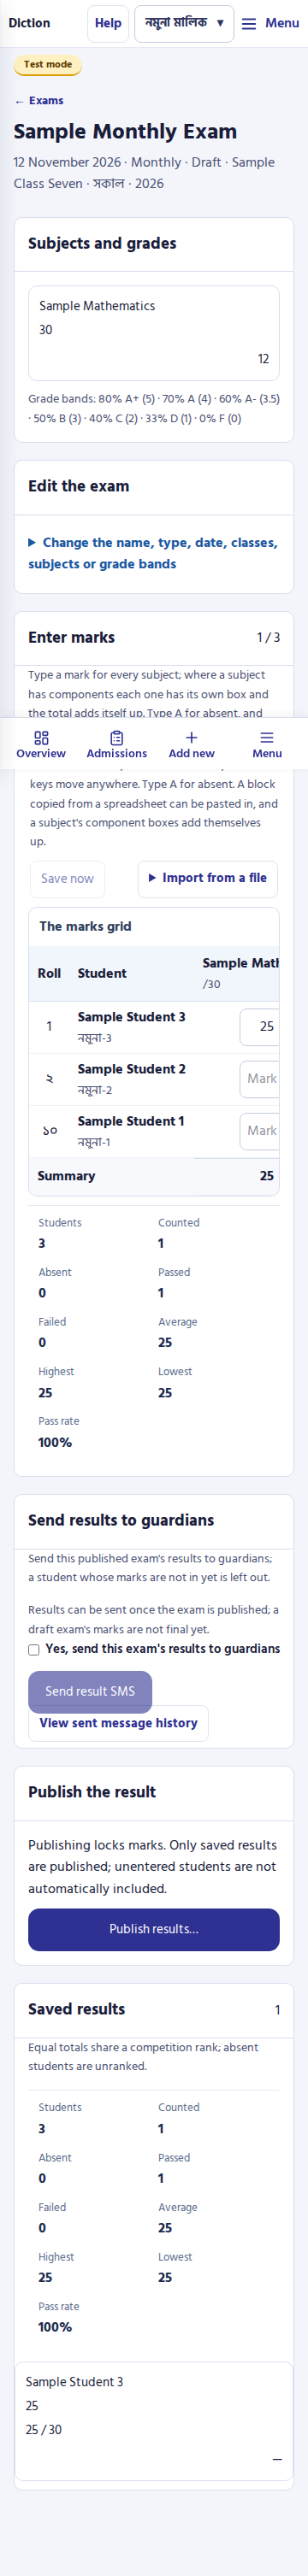 Diction
Help
নমুনা মালিক ▼
Menu
Test mode
← Exams
Sample Monthly Exam
12 November 2026 · Monthly · Draft · Sample
Class Seven · সকাল · 2026
Subjects and grades
Sample Mathematics
30
12
Grade bands: 80% A+ (5) · 70% A (4) · 60% A- (3.5)
· 50% B (3) · 40% C (2) · 33% D (1) · 0% F (0)
Edit the exam
▶ Change the name, type, date, classes,
subjects or grade bands
Enter marks
1 / 3
Type a mark for every subject; where a subject
has components each one has its own box and
the total adds itself up. Type A for absent, and
Overview
Admissions
Add new
Menu
keys move anywhere. Type A for absent. A block
copied from a spreadsheet can be pasted in, and
a subject's component boxes add themselves
up.
Save now
▶ Import from a file
The marks grid
Roll
Student
Sample Math
/30
1
Sample Student 3
নমুনা-3
25
২
Sample Student 2
নমুনা-2
Mark
১০
Sample Student 1
নমুনা-1
Mark
Summary
25
Students
Counted
3
1
Absent
Passed
0
1
Failed
Average
0
25
Highest
Lowest
25
25
Pass rate
100%
Send results to guardians
Send this published exam's results to guardians;
a student whose marks are not in yet is left out.
Results can be sent once the exam is published; a
draft exam's marks are not final yet.
Yes, send this exam's results to guardians
Send result SMS
View sent message history
Publish the result
Publishing locks marks. Only saved results
are published; unentered students are not
automatically included.
Publish results...
Saved results
1
Equal totals share a competition rank; absent
students are unranked.
Students
Counted
3
1
Absent
Passed
0
1
Failed
Average
0
25
Highest
Lowest
25
25
Pass rate
100%
Sample Student 3
25
25 / 30
—